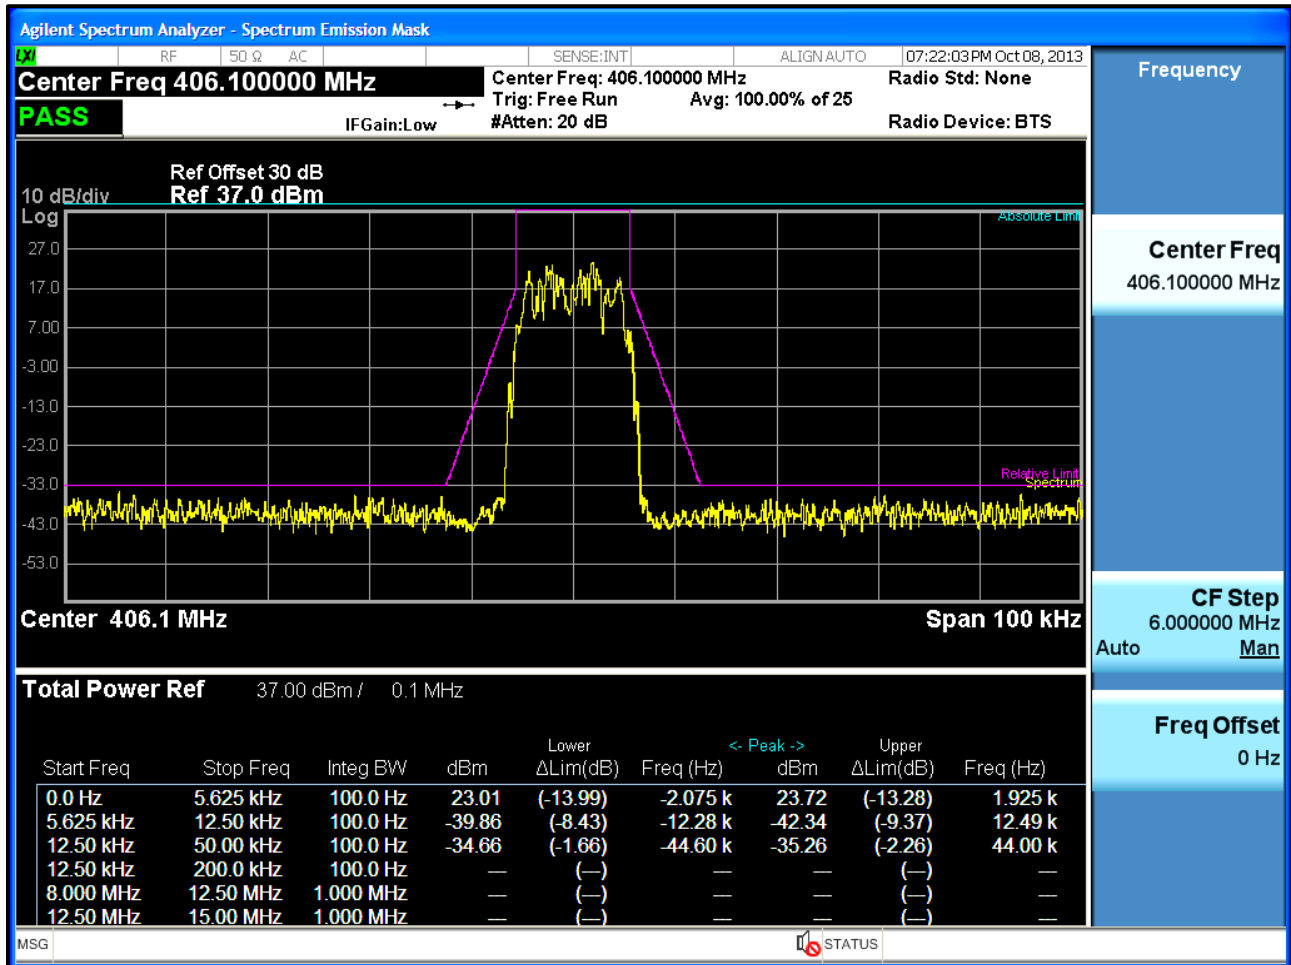 Agilent Spectrum Analyzer - Spectrum Emission Mask
LXI RF 50 Ω AC SENSE:INT ALIGN AUTO 07:22:03 PM Oct 08, 2013
Center Freq 406.100000 MHz
Center Freq: 406.100000 MHz
Radio Std: None
Trig: Free Run Avg: 100.00% of 25
PASS
IFGain:Low
#Atten: 20 dB
Radio Device: BTS
Ref Offset 30 dB
10 dB/div Ref 37.0 dBm
Log
Absolute Limit
27.0
17.0
7.00
-3.00
-13.0
-23.0
-33.0
Relative Limit
Spectrum
-43.0
-53.0
Center 406.1 MHz Span 100 kHz
Total Power Ref 37.00 dBm / 0.1 MHz
Lower <- Peak -> Upper
Start Freq Stop Freq Integ BW dBm ΔLim(dB) Freq (Hz) dBm ΔLim(dB) Freq (Hz)
0.0 Hz 5.625 kHz 100.0 Hz 23.01 (-13.99) -2.075 k 23.72 (-13.28) 1.925 k
5.625 kHz 12.50 kHz 100.0 Hz -39.86 (-8.43) -12.28 k -42.34 (-9.37) 12.49 k
12.50 kHz 50.00 kHz 100.0 Hz -34.66 (-1.66) -44.60 k -35.26 (-2.26) 44.00 k
12.50 kHz 200.0 kHz 100.0 Hz --- (---) --- --- (---) ---
8.000 MHz 12.50 MHz 1.000 MHz --- (---) --- --- (---) ---
12.50 MHz 15.00 MHz 1.000 MHz --- (---) --- --- (---) ---
MSG STATUS
Frequency
Center Freq
406.100000 MHz
CF Step
6.000000 MHz
Auto Man
Freq Offset
0 Hz